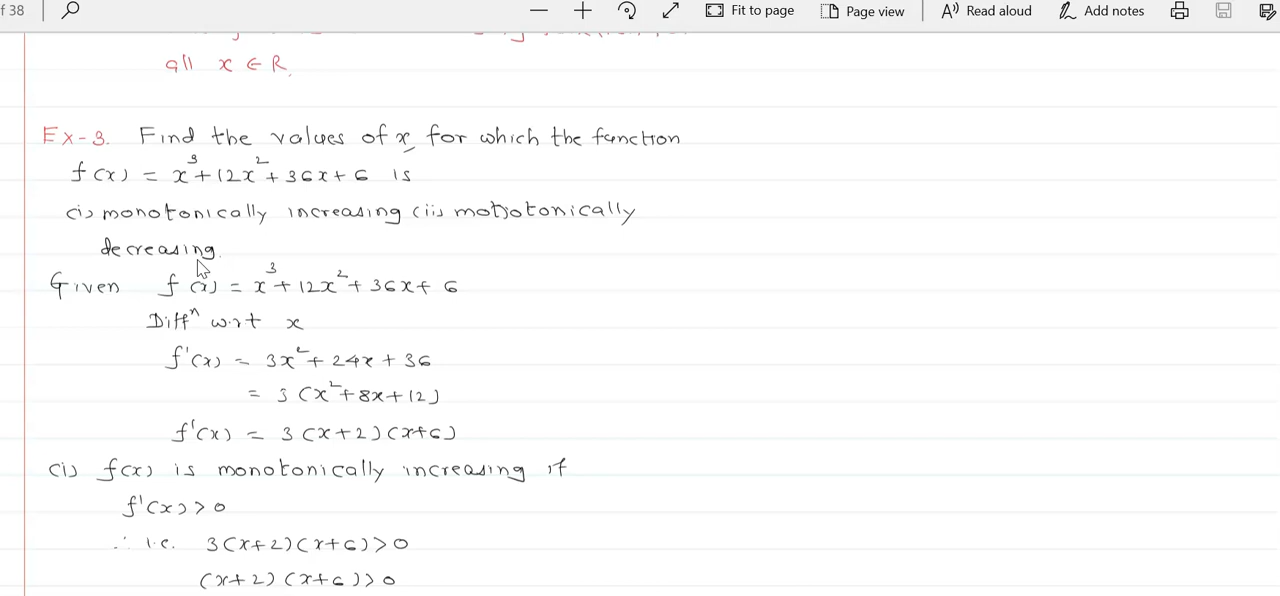 f 38 Fit to page Page view Read aloud Add notes
all x ∈ R.
Ex-3. Find the values of x for which the function
f(x) = x³+12x²+36x+6 is
(i) monotonically increasing (ii) monotonically
decreasing.
Given f(x) = x³+12x²+36x+6
Diffⁿ w.r.t x
f'(x) = 3x²+24x+36
= 3(x²+8x+12)
f'(x) = 3(x+2)(x+6)
(i) f(x) is monotonically increasing if
f'(x)>0
∴ i.e. 3(x+2)(x+6)>0
(x+2)(x+6)>0